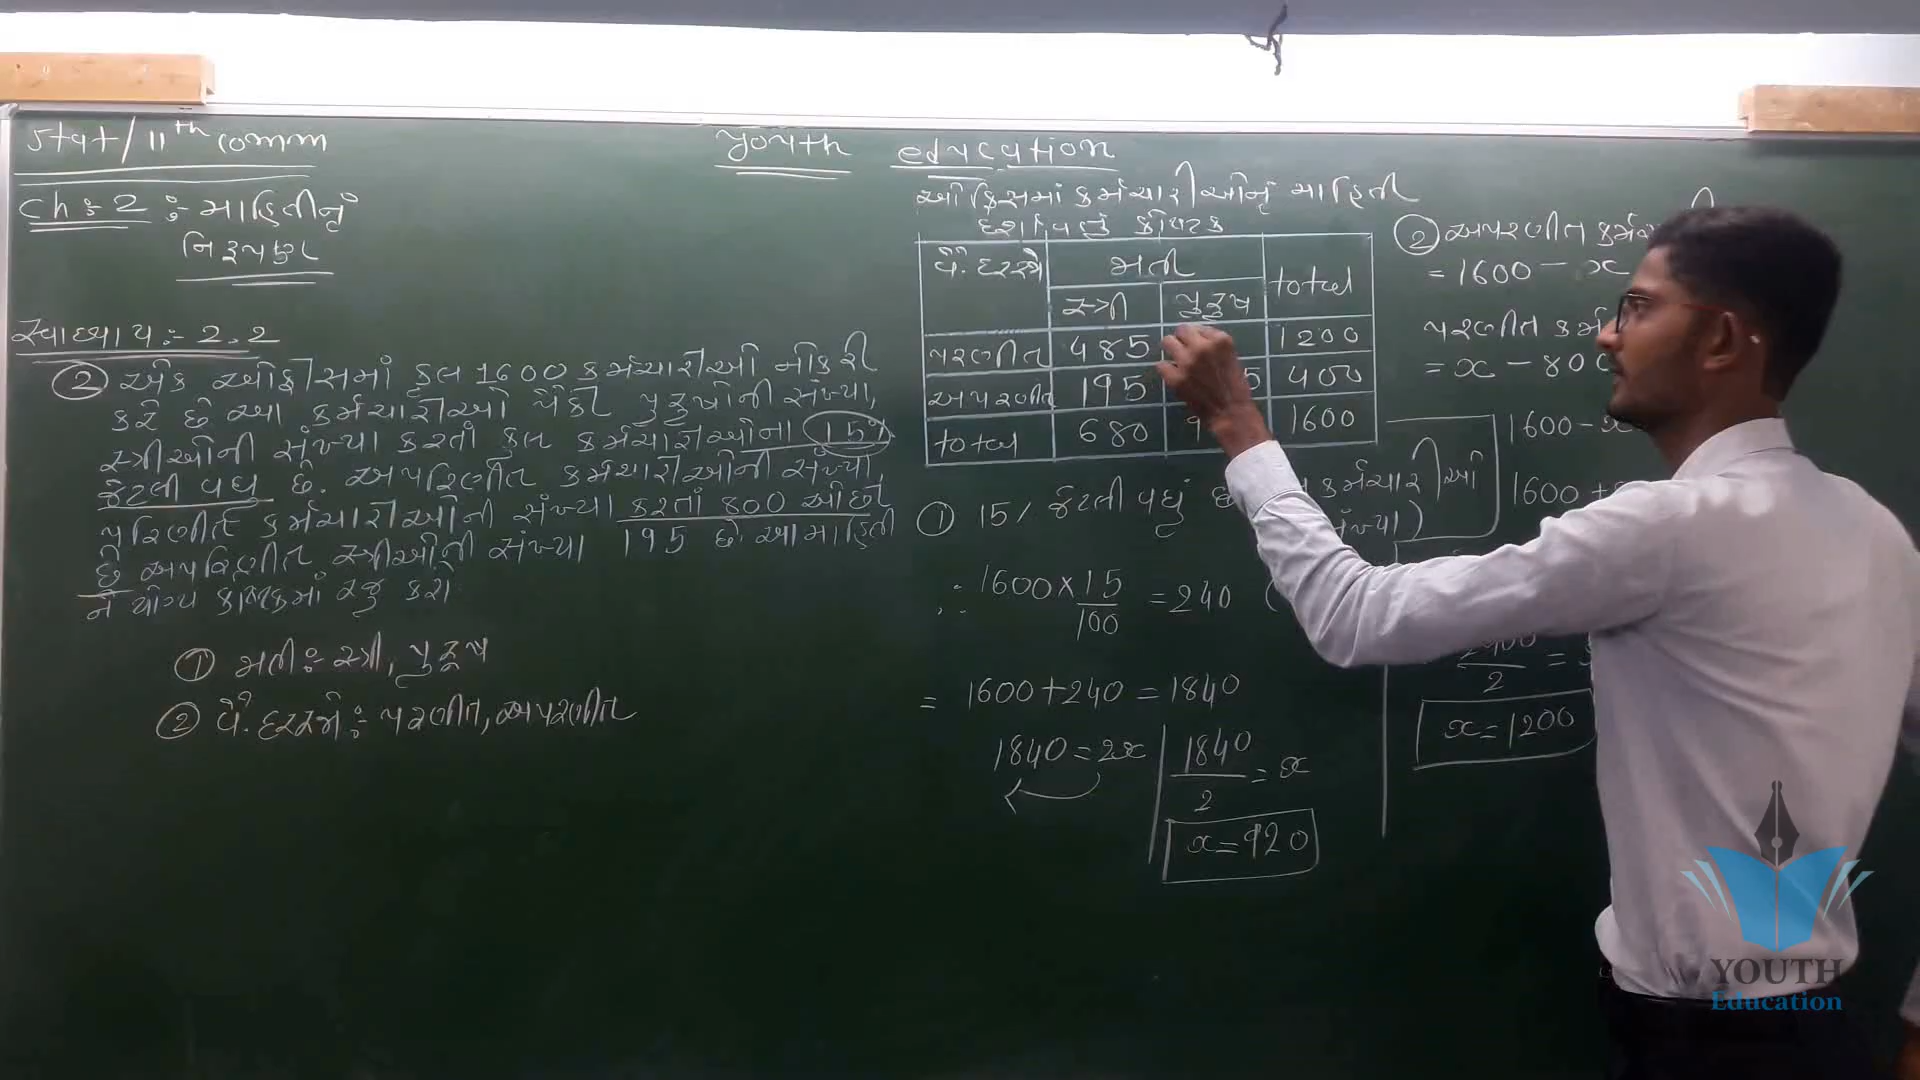 Stat/11th comm
Youth education
Ch:2 : માહિતીનું
નિરૂપણ
સ્વાધ્યાય:- 2.2
② એક ઓફીસમાં કુલ 1600 કર્મચારીઓ નોકરી
કરે છે આ કર્મચારીઓ પૈકી પુરુષોની સંખ્યા,
સ્ત્રીઓની સંખ્યા કરતાં કુલ કર્મચારીઓના 15%
જેટલી વધુ છે. અપરિણીત કર્મચારીઓની સંખ્યા,
પરિણીત કર્મચારીઓની સંખ્યા કરતાં 800 ઓછી
છે અપરિણીત સ્ત્રીઓની સંખ્યા 195 છે. આ માહિતી
ને યોગ્ય કોષ્ટકમાં રજુ કરો
① જાતી:- સ્ત્રી, પુરૂષ
② વૈ. દરજ્જો:- પરણીત, અપરણીત
ઓફિસમાં કર્મચારીઓનું માહિતી
દર્શાવતું કોષ્ટક
વૈ. દરજ્જો જાતી total
સ્ત્રી પુરુષ
પરણીત 485 1200
અપરણીત 195 5 400
total 680 9 1600
① 15% જેટલી વધું કર્મચારીઓ
સંખ્યા)
∴ 1600 × 15/100 = 240 (
= 1600 + 240 = 1840
1840 = 2x | 1840/2 = x
x = 920
② અપરણીત
= 1600 - x
પરણીત
= x - 800
1600 - x
1600 +
2400/2 =
x = 1200
YOUTH
Education